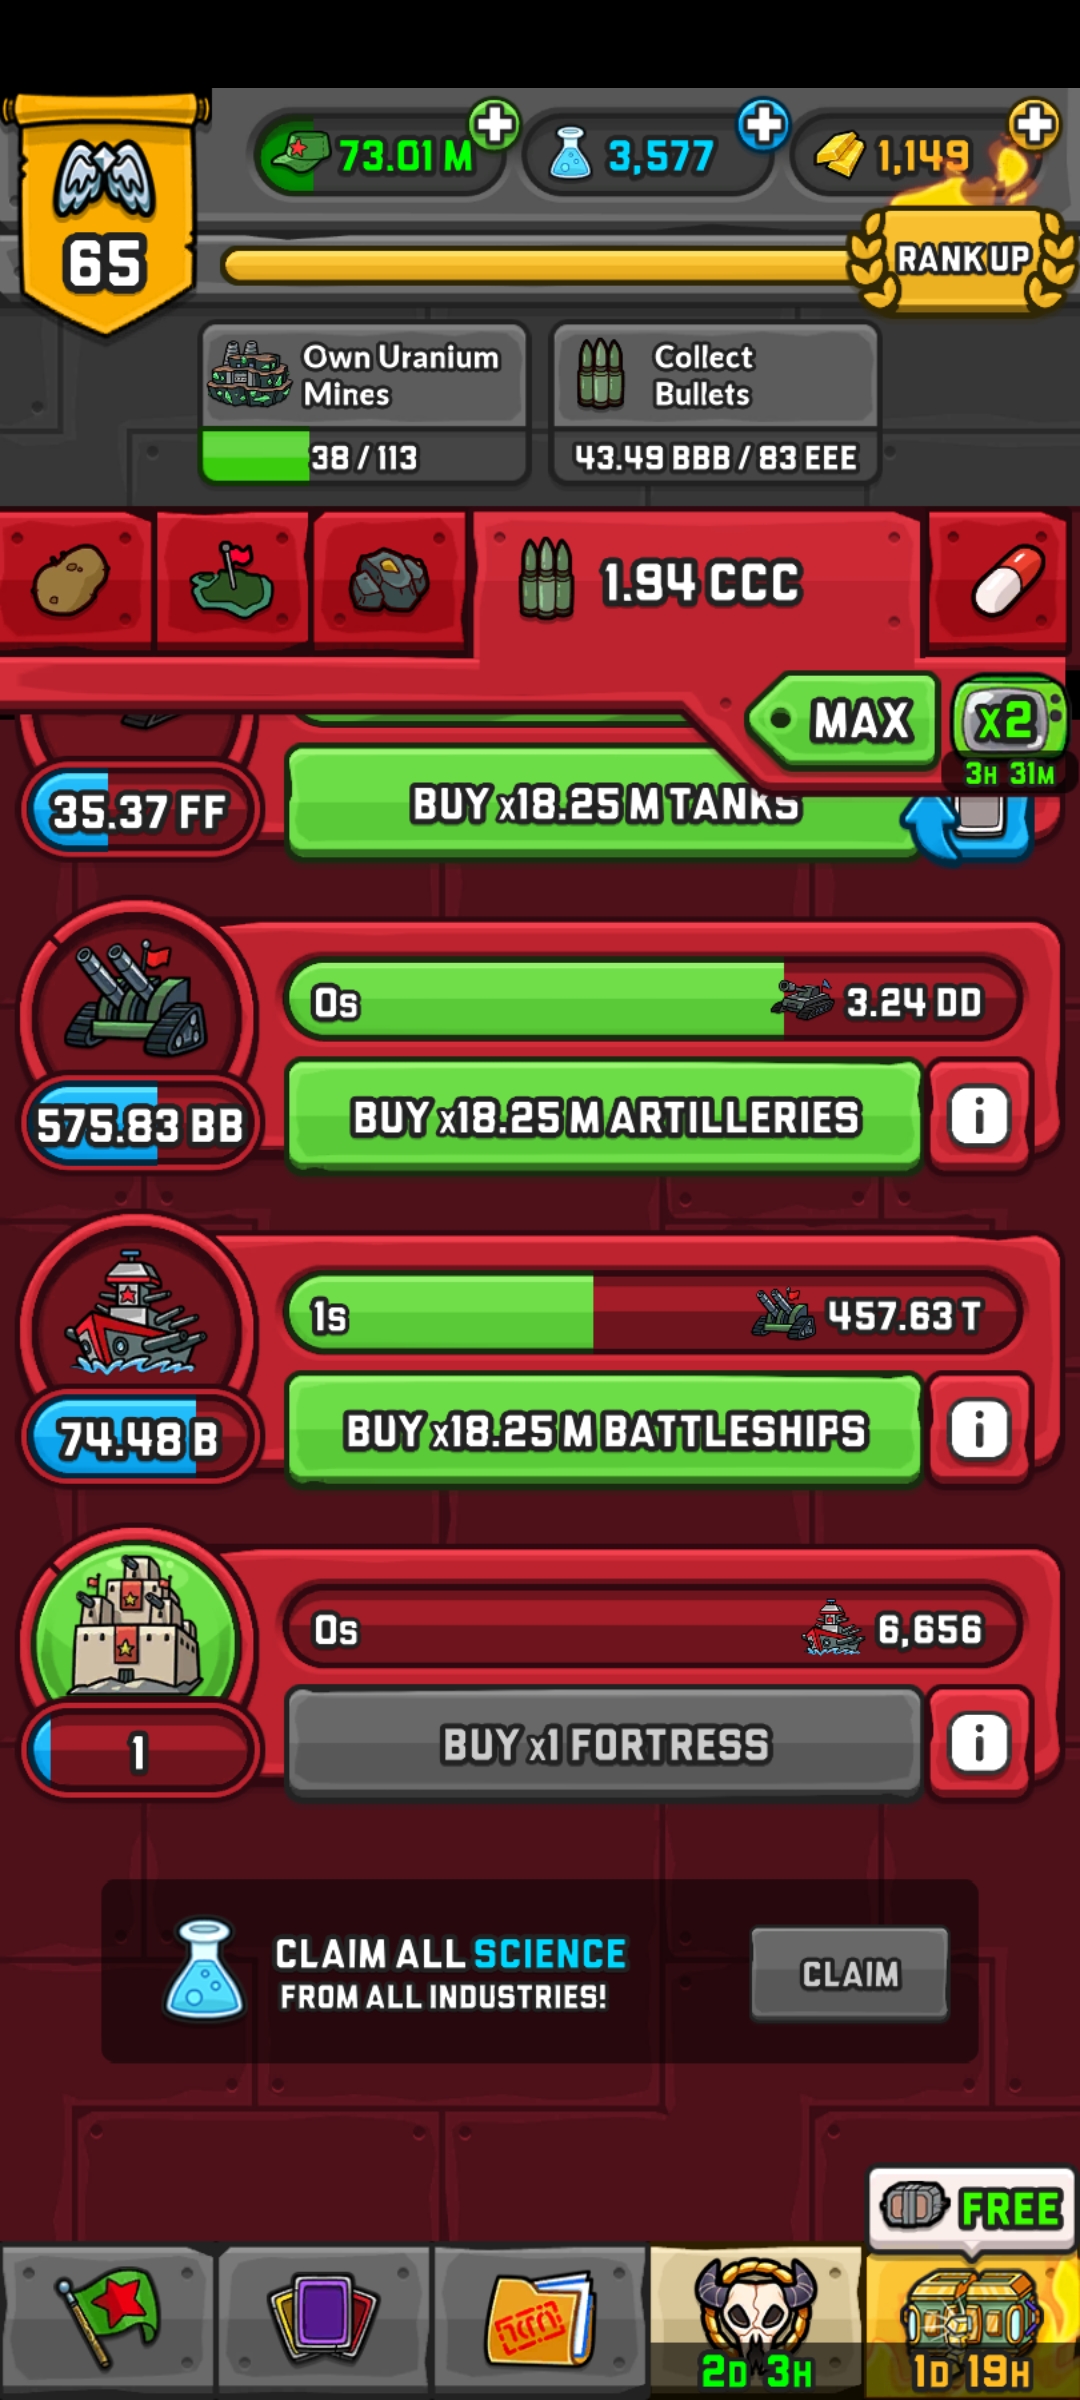 73.01 M
3,577
1,149
65
RANK UP
Own Uranium
Mines
Collect
Bullets
38 / 113
43.49 BBB / 83 EEE
1.94 CCC
MAX
x2
3H 31M
35.37 FF
BUY x18.25 M TANKS
0s
3.24 DD
575.83 BB
BUY x18.25 M ARTILLERIES
i
1s
457.63 T
74.48 B
BUY x18.25 M BATTLESHIPS
i
0s
6,656
1
BUY x1 FORTRESS
i
CLAIM ALL SCIENCE
FROM ALL INDUSTRIES!
CLAIM
FREE
2D 3H
1D 19H